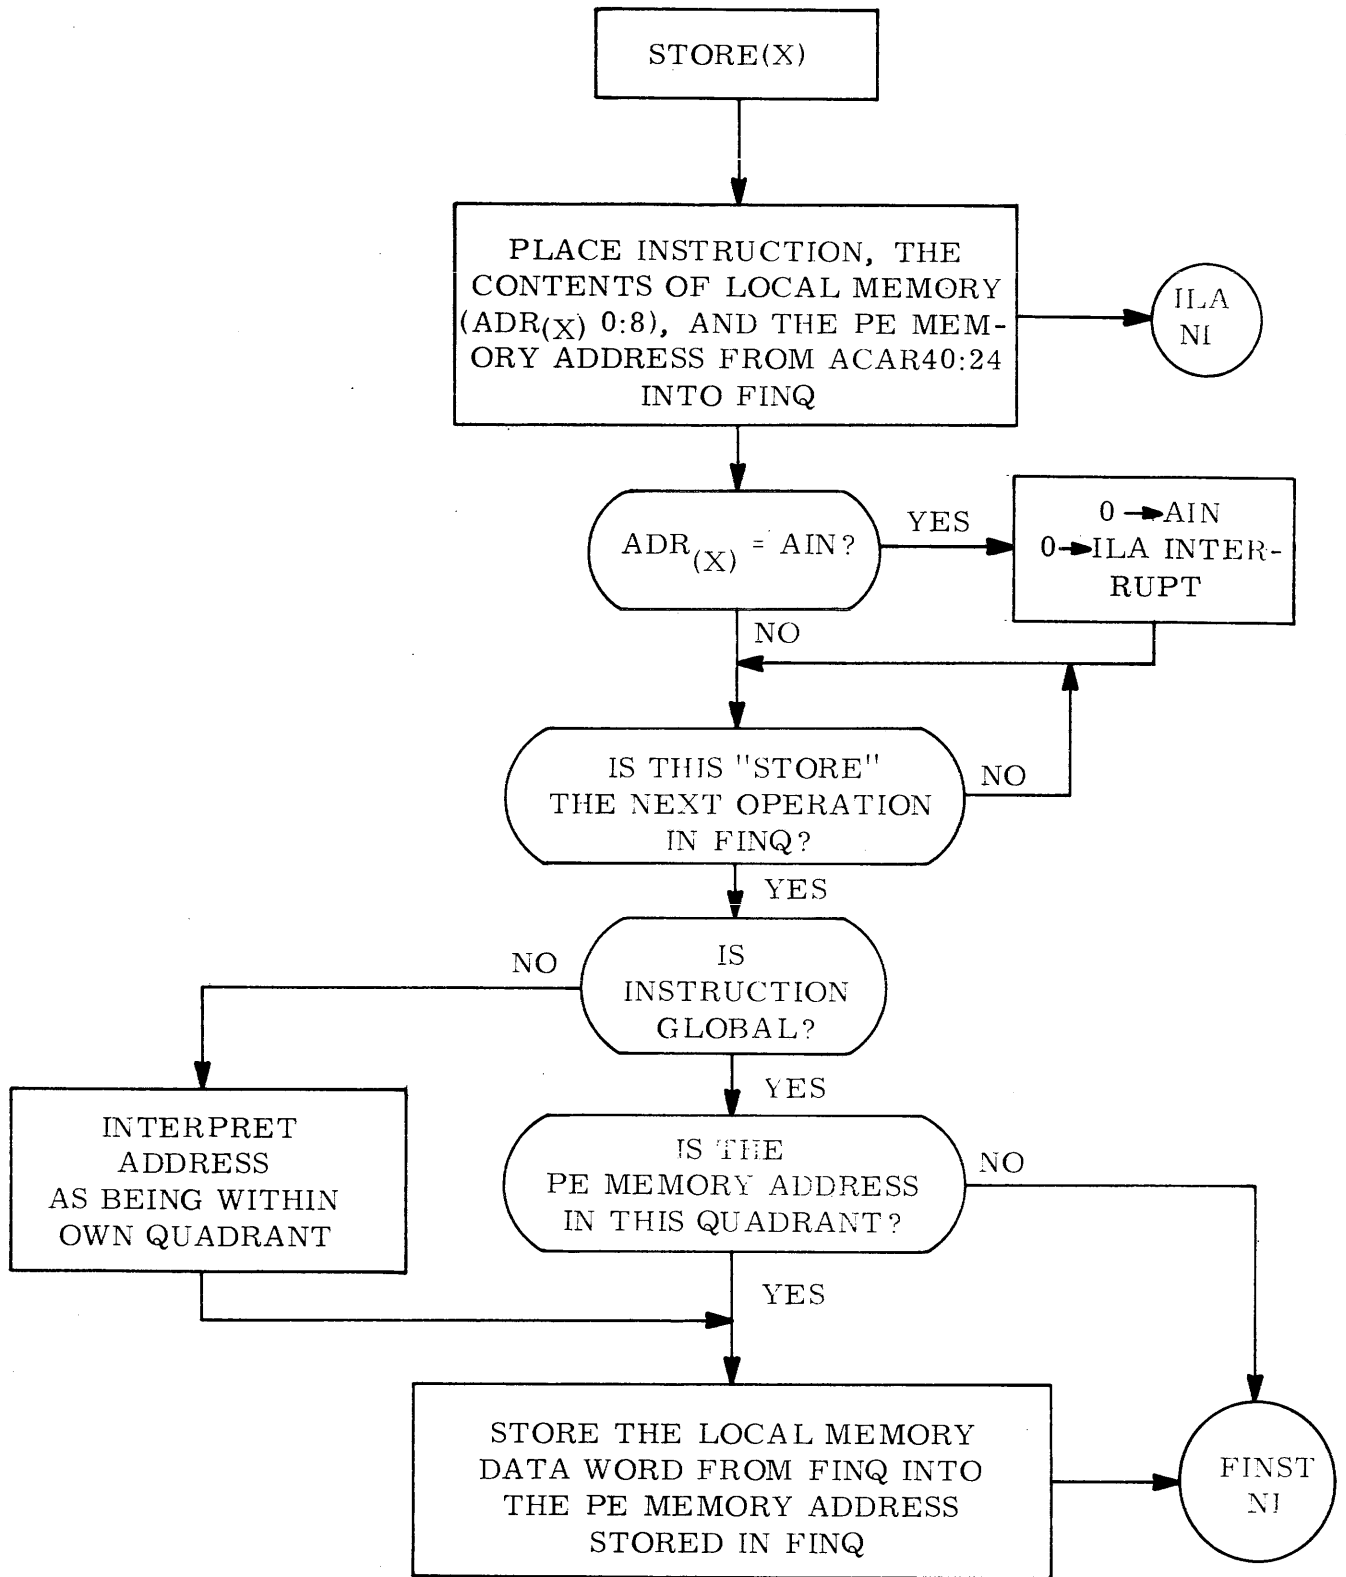 STORE(X)
PLACE INSTRUCTION, THE
CONTENTS OF LOCAL MEMORY
(ADR(X) 0:8), AND THE PE MEM-
ORY ADDRESS FROM ACAR40:24
INTO FINQ
ILA
NI
ADR(X) = AIN?
YES
0→AIN
0→ILA INTER-
RUPT
NO
IS THIS "STORE"
THE NEXT OPERATION
IN FINQ?
NO
YES
IS
INSTRUCTION
GLOBAL?
NO
YES
INTERPRET
ADDRESS
AS BEING WITHIN
OWN QUADRANT
IS THE
PE MEMORY ADDRESS
IN THIS QUADRANT?
NO
YES
STORE THE LOCAL MEMORY
DATA WORD FROM FINQ INTO
THE PE MEMORY ADDRESS
STORED IN FINQ
FINST
NI